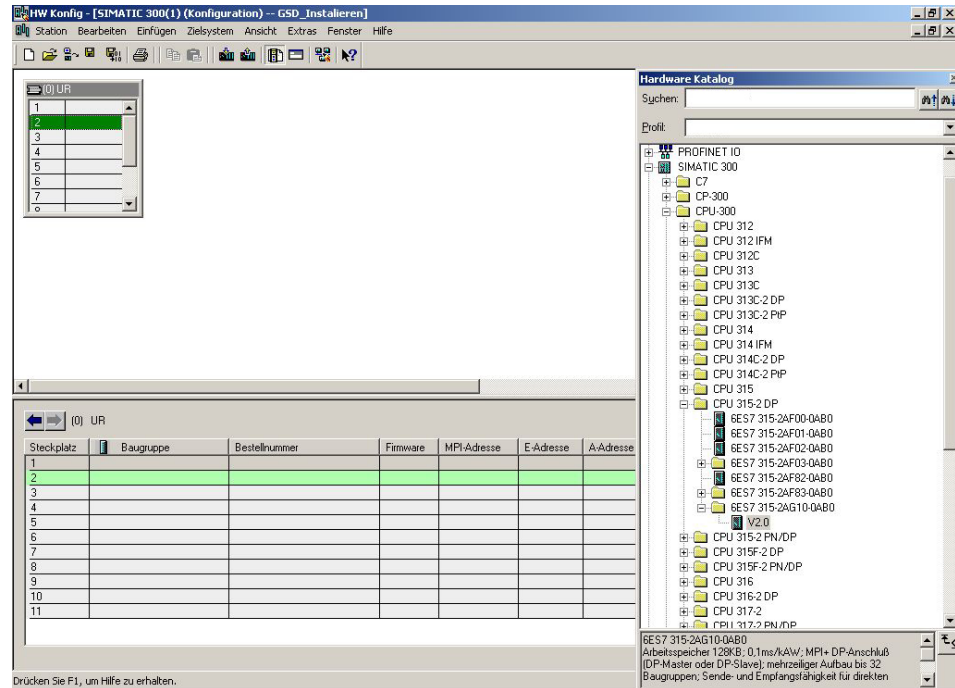 HW Konfig - [SIMATIC 300(1) (Konfiguration) -- GSD_Instalieren]
Station Bearbeiten Einfügen Zielsystem Ansicht Extras Fenster Hilfe
(0) UR
1
2
3
4
5
6
7
8
Hardware Katalog
Suchen:
Profil:
PROFINET IO
SIMATIC 300
C7
CP-300
CPU-300
CPU 312
CPU 312 IFM
CPU 312C
CPU 313
CPU 313C
CPU 313C-2 DP
CPU 313C-2 PtP
CPU 314
CPU 314 IFM
CPU 314C-2 DP
CPU 314C-2 PtP
CPU 315
CPU 315-2 DP
6ES7 315-2AF00-0AB0
6ES7 315-2AF01-0AB0
6ES7 315-2AF02-0AB0
6ES7 315-2AF03-0AB0
6ES7 315-2AF82-0AB0
6ES7 315-2AF83-0AB0
6ES7 315-2AG10-0AB0
V2.0
CPU 315-2 PN/DP
CPU 315F-2 DP
CPU 315F-2 PN/DP
CPU 316
CPU 316-2 DP
CPU 317-2
CPU 317-2 PN/DP
(0) UR
Steckplatz Baugruppe Bestellnummer Firmware MPI-Adresse E-Adresse A-Adresse
1
2
3
4
5
6
7
8
9
10
11
6ES7 315-2AG10-0AB0
Arbeitsspeicher 128KB; 0,1ms/kAW; MPI+ DP-Anschluß
(DP-Master oder DP-Slave); mehrzeiliger Aufbau bis 32
Baugruppen; Sende- und Empfangsfähigkeit für direkten
Drücken Sie F1, um Hilfe zu erhalten.